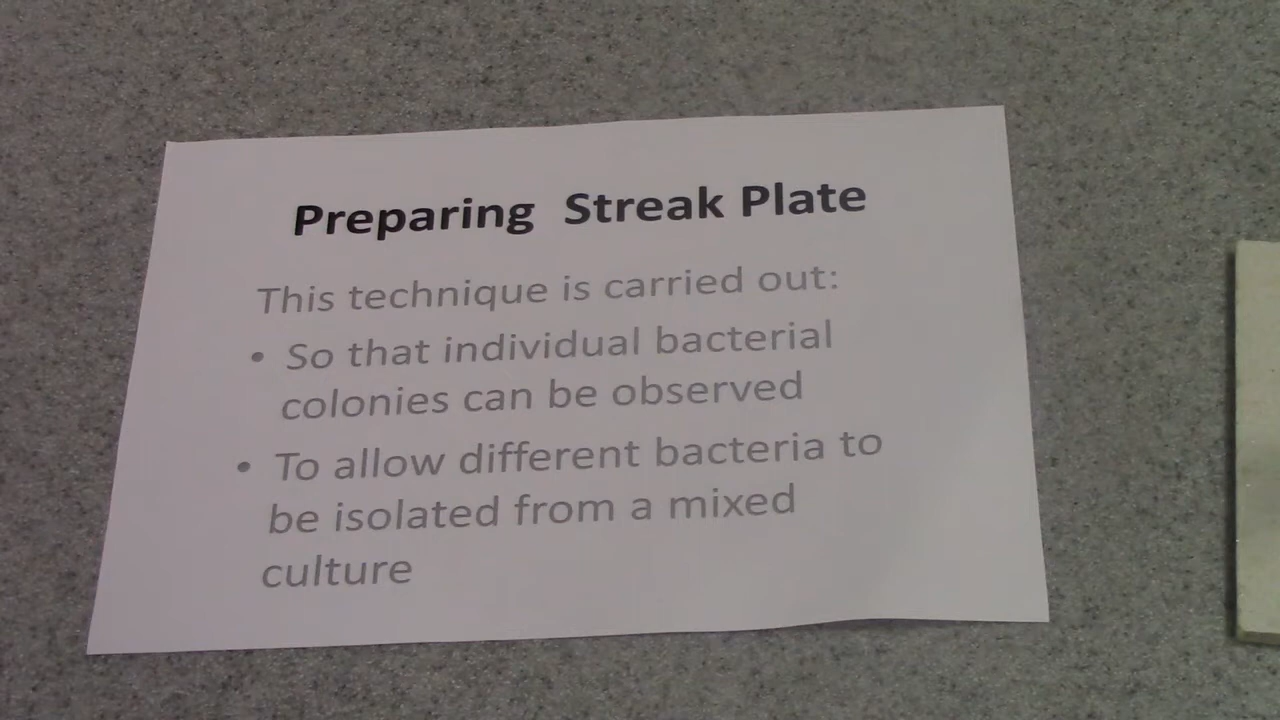 Preparing Streak Plate
This technique is carried out:
• So that individual bacterial
colonies can be observed
• To allow different bacteria to
be isolated from a mixed
culture